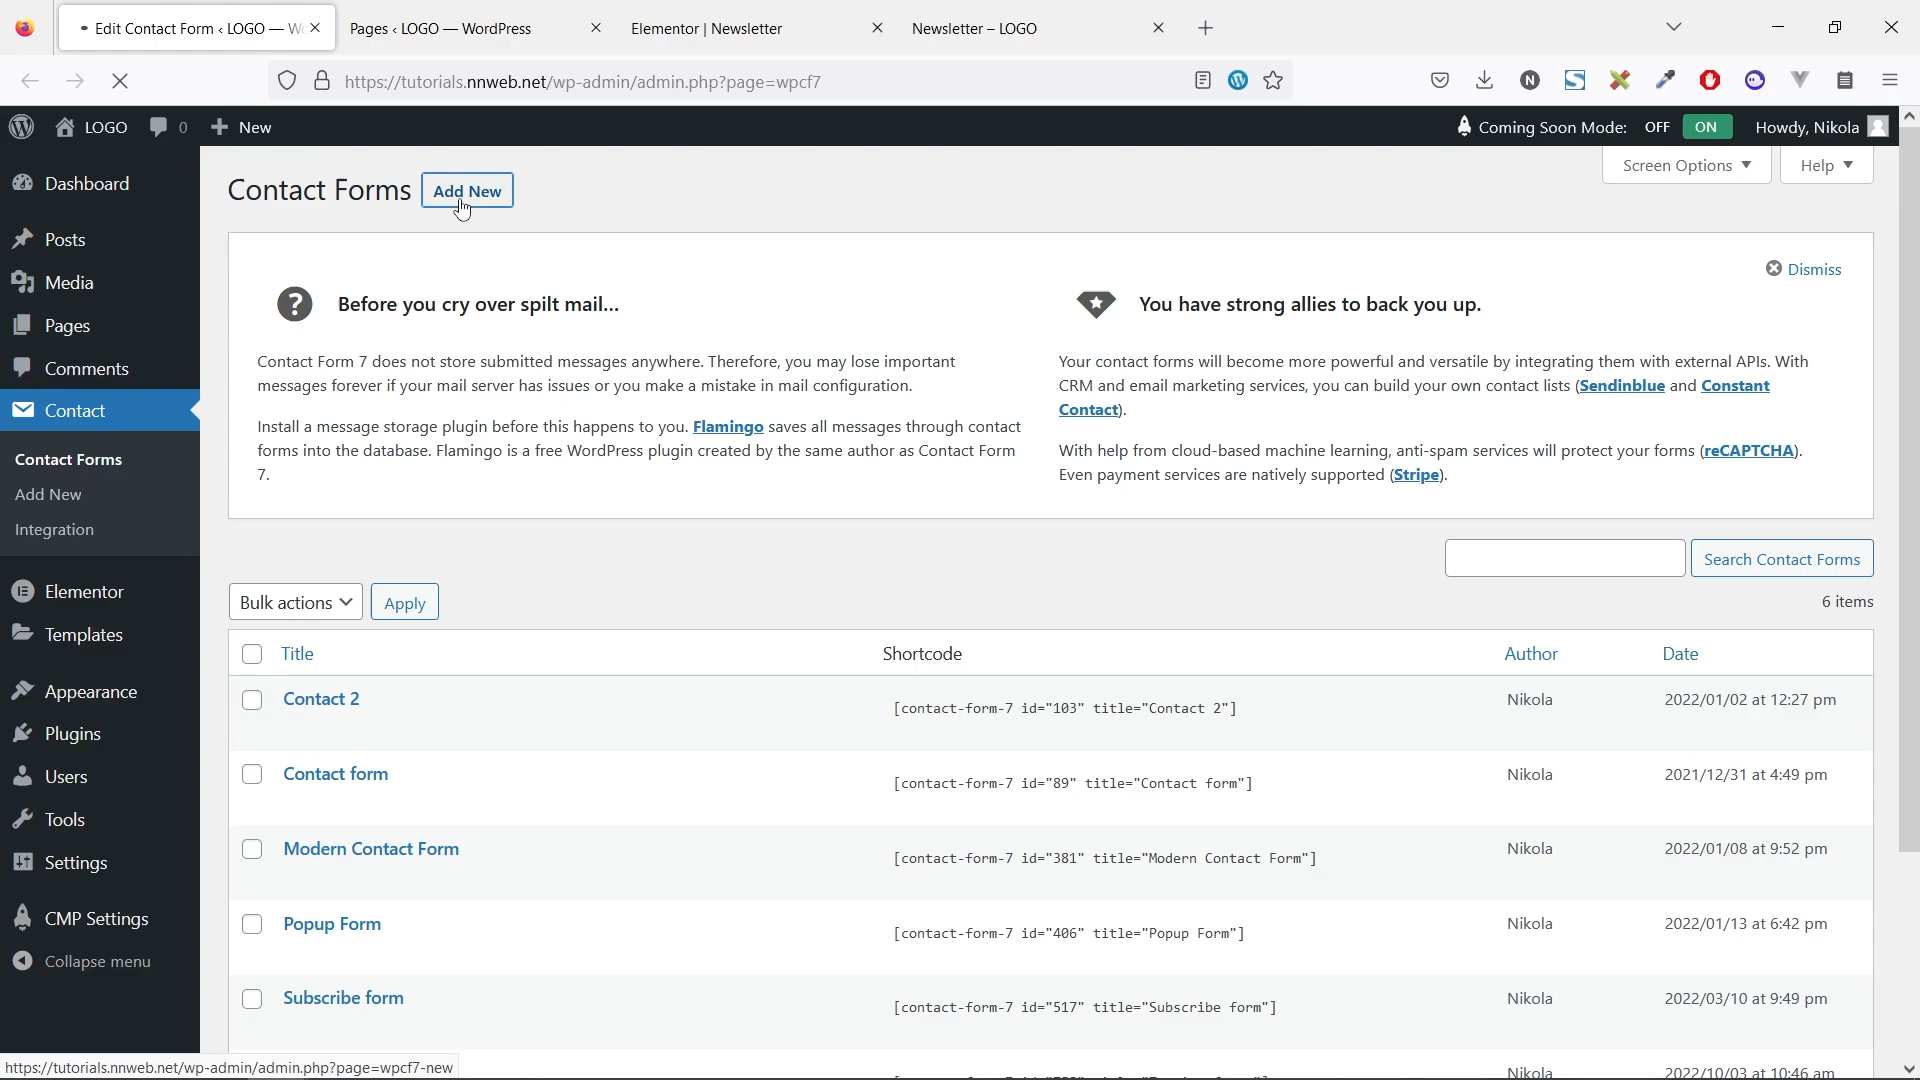 Edit Contact Form ‹ LOGO — Wo
Pages ‹ LOGO — WordPress
Elementor | Newsletter
Newsletter – LOGO
https://tutorials.nnweb.net/wp-admin/admin.php?page=wpcf7
LOGO
0
New
Coming Soon Mode: OFF ON
Howdy, Nikola
Dashboard
Posts
Media
Pages
Comments
Contact
Contact Forms
Add New
Integration
Elementor
Templates
Appearance
Plugins
Users
Tools
Settings
CMP Settings
Collapse menu
Screen Options
Help
Contact Forms
Add New
Dismiss
Before you cry over spilt mail...
Contact Form 7 does not store submitted messages anywhere. Therefore, you may lose important
messages forever if your mail server has issues or you make a mistake in mail configuration.
Install a message storage plugin before this happens to you. Flamingo saves all messages through contact
forms into the database. Flamingo is a free WordPress plugin created by the same author as Contact Form
7.
You have strong allies to back you up.
Your contact forms will become more powerful and versatile by integrating them with external APIs. With
CRM and email marketing services, you can build your own contact lists (Sendinblue and Constant
Contact).
With help from cloud-based machine learning, anti-spam services will protect your forms (reCAPTCHA).
Even payment services are natively supported (Stripe).
Search Contact Forms
Bulk actions
Apply
6 items
Title Shortcode Author Date
Contact 2 [contact-form-7 id="103" title="Contact 2"] Nikola 2022/01/02 at 12:27 pm
Contact form [contact-form-7 id="89" title="Contact form"] Nikola 2021/12/31 at 4:49 pm
Modern Contact Form [contact-form-7 id="381" title="Modern Contact Form"] Nikola 2022/01/08 at 9:52 pm
Popup Form [contact-form-7 id="406" title="Popup Form"] Nikola 2022/01/13 at 6:42 pm
Subscribe form [contact-form-7 id="517" title="Subscribe form"] Nikola 2022/03/10 at 9:49 pm
Nikola 2022/10/03 at 10:46 am
https://tutorials.nnweb.net/wp-admin/admin.php?page=wpcf7-new